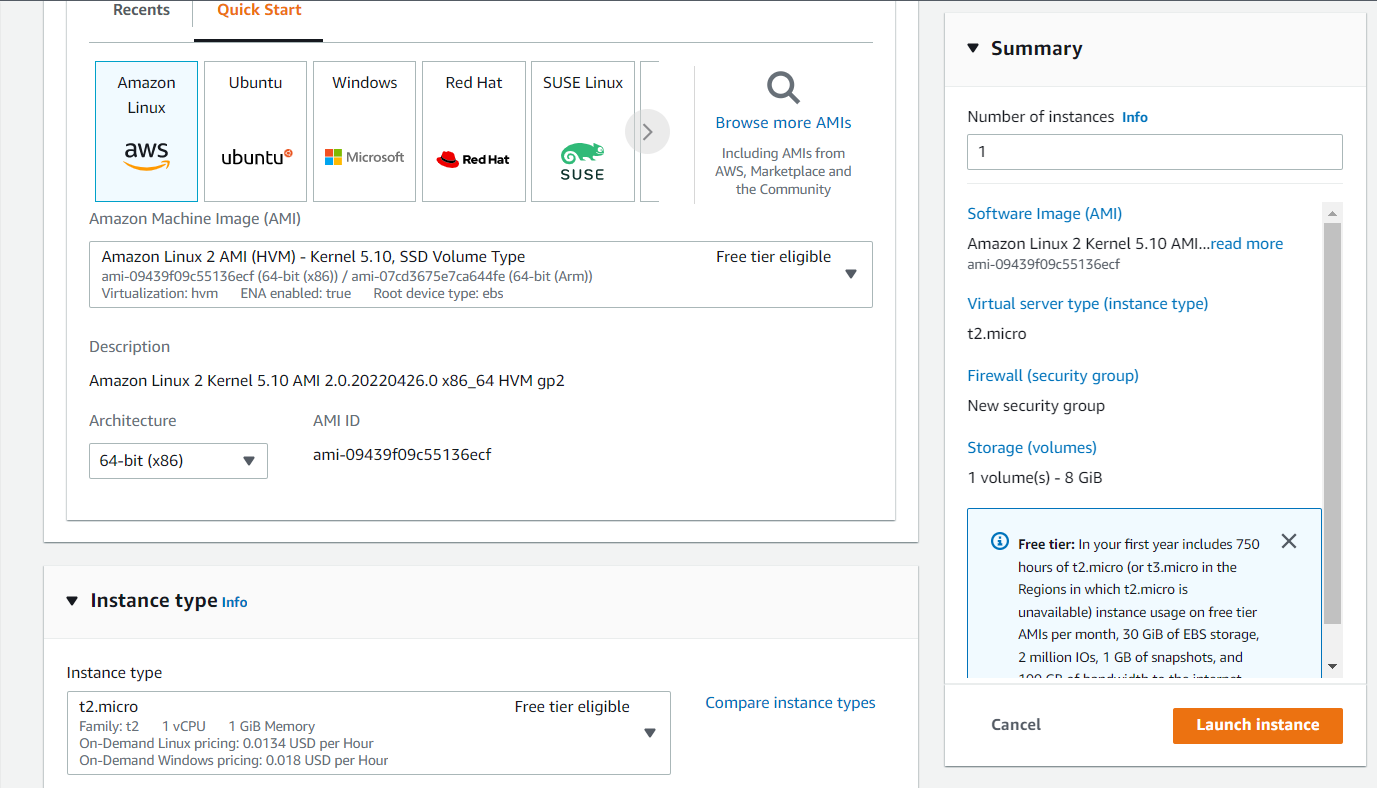 Recents
Quick Start
Amazon
Linux
aws
Ubuntu
ubuntu
Windows
Microsoft
Red Hat
Red Hat
SUSE Linux
SUSE
Browse more AMIs
Including AMIs from
AWS, Marketplace and
the Community
Amazon Machine Image (AMI)
Amazon Linux 2 AMI (HVM) - Kernel 5.10, SSD Volume Type
Free tier eligible
ami-09439f09c55136ecf (64-bit (x86)) / ami-07cd3675e7ca644fe (64-bit (Arm))
Virtualization: hvm ENA enabled: true Root device type: ebs
Description
Amazon Linux 2 Kernel 5.10 AMI 2.0.20220426.0 x86_64 HVM gp2
Architecture
AMI ID
64-bit (x86)
ami-09439f09c55136ecf
Instance type Info
Instance type
t2.micro
Free tier eligible
Family: t2 1 vCPU 1 GiB Memory
On-Demand Linux pricing: 0.0134 USD per Hour
On-Demand Windows pricing: 0.018 USD per Hour
Compare instance types
Summary
Number of instances Info
1
Software Image (AMI)
Amazon Linux 2 Kernel 5.10 AMI...read more
ami-09439f09c55136ecf
Virtual server type (instance type)
t2.micro
Firewall (security group)
New security group
Storage (volumes)
1 volume(s) - 8 GiB
Free tier: In your first year includes 750
hours of t2.micro (or t3.micro in the
Regions in which t2.micro is
unavailable) instance usage on free tier
AMIs per month, 30 GiB of EBS storage,
2 million IOs, 1 GB of snapshots, and
100 GB of bandwidth to the internet
Cancel
Launch instance